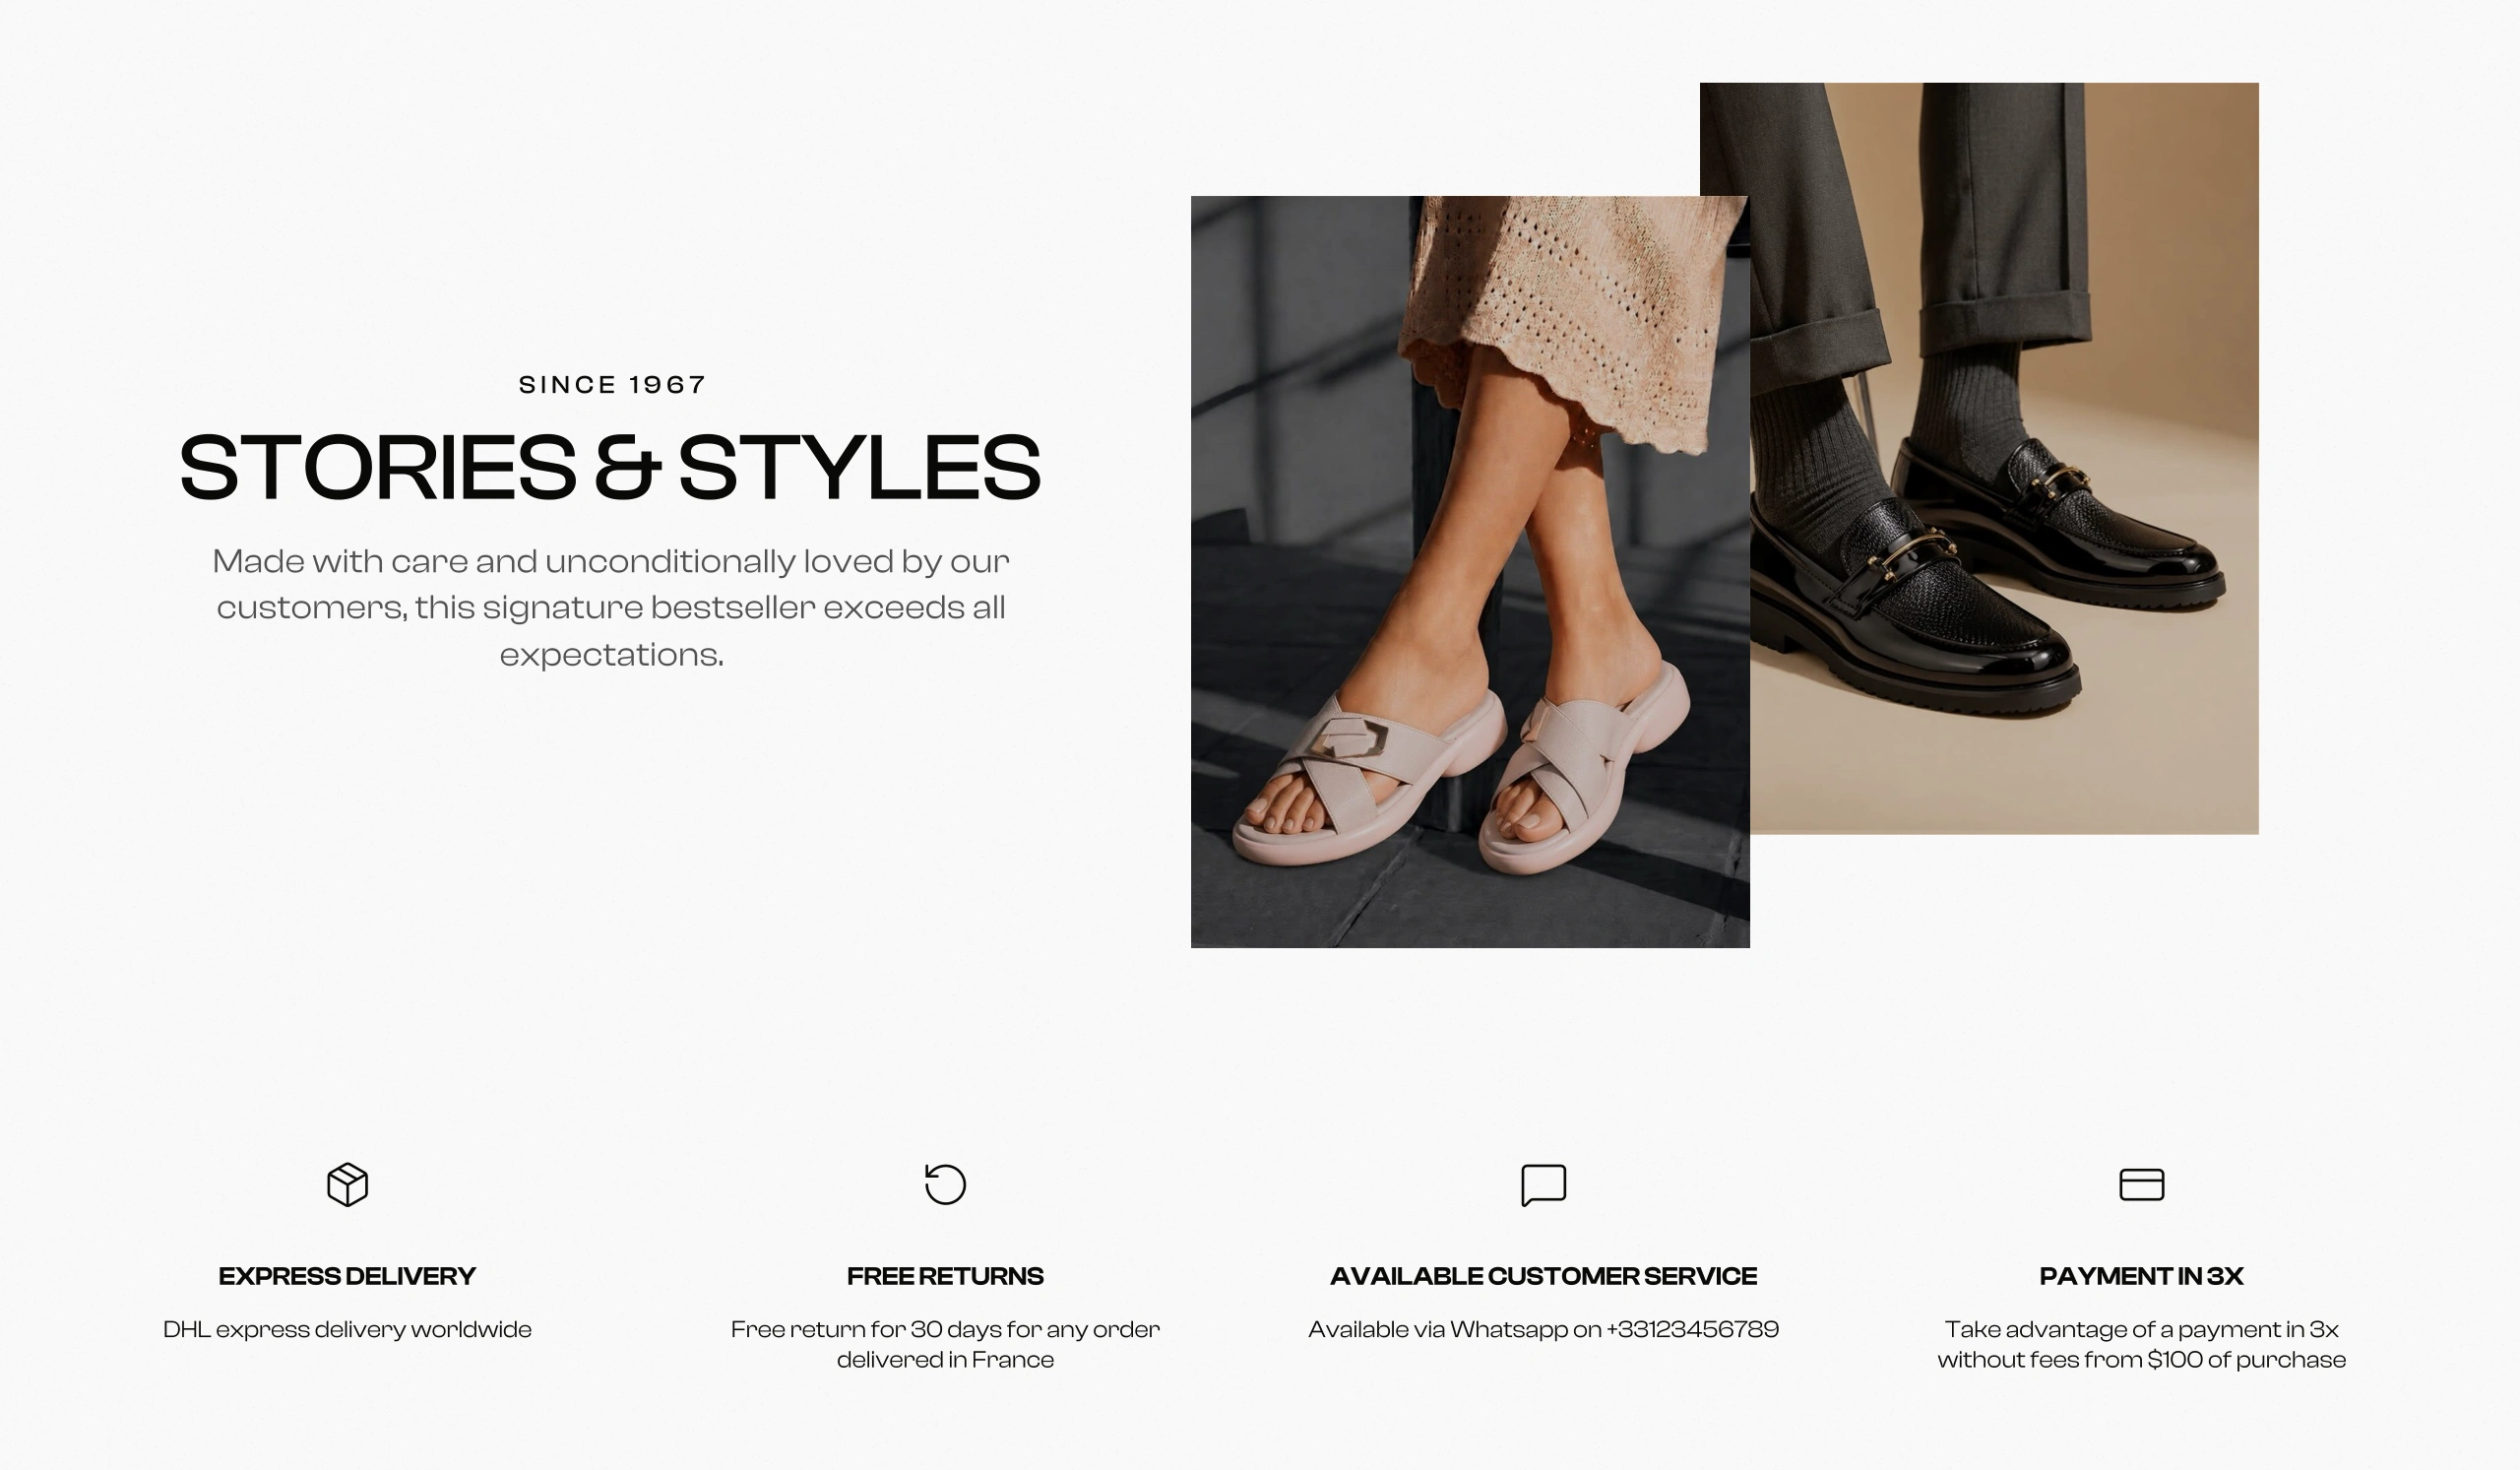 SINCE 1967
STORIES & STYLES
Made with care and unconditionally loved by our
customers, this signature bestseller exceeds all
expectations.
EXPRESS DELIVERY
DHL express delivery worldwide
FREE RETURNS
Free return for 30 days for any order
delivered in France
AVAILABLE CUSTOMER SERVICE
Available via Whatsapp on +33123456789
PAYMENT IN 3X
Take advantage of a payment in 3x
without fees from $100 of purchase